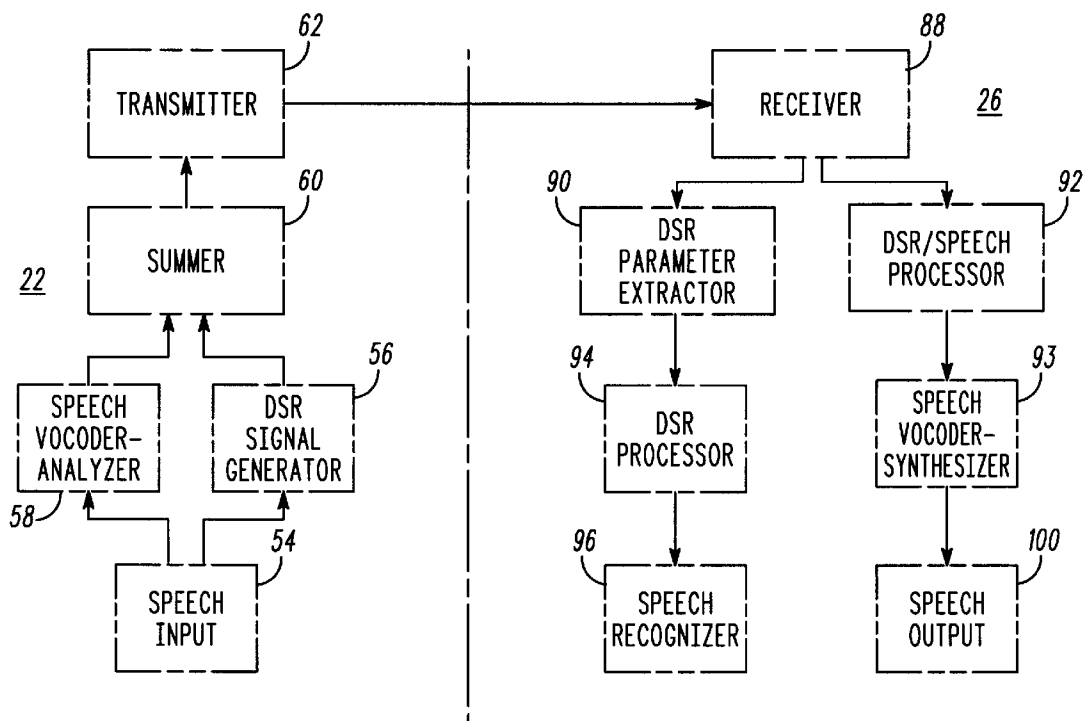 62
TRANSMITTER
60
SUMMER
22
SPEECH
VOCODER-
ANALYZER
58
56
DSR
SIGNAL
GENERATOR
54
SPEECH
INPUT
88
RECEIVER
26
90
DSR
PARAMETER
EXTRACTOR
92
DSR/SPEECH
PROCESSOR
94
DSR
PROCESSOR
93
SPEECH
VOCODER-
SYNTHESIZER
96
SPEECH
RECOGNIZER
100
SPEECH
OUTPUT